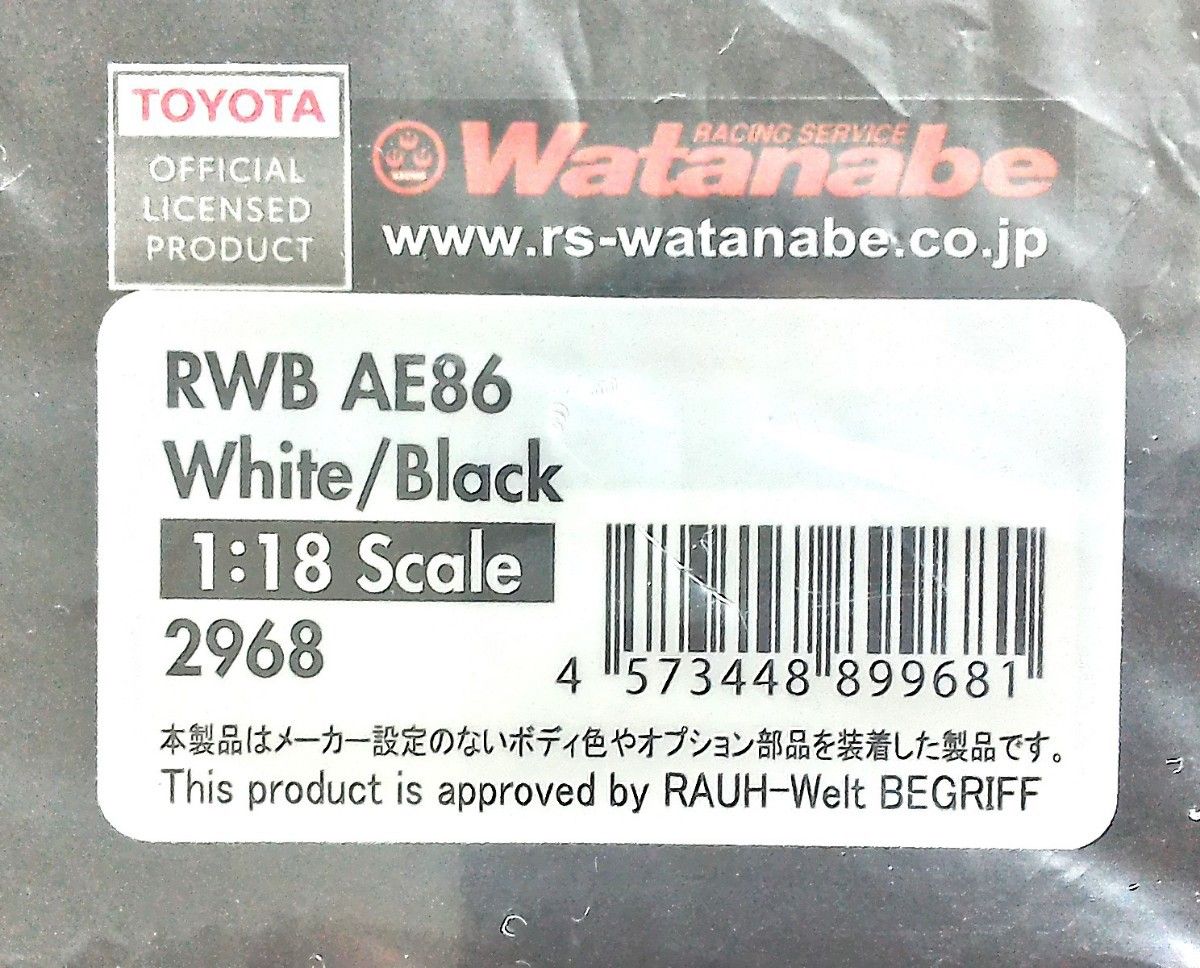 TOYOTA
OFFICIAL
LICENSED
PRODUCT
RACING SERVICE
Watanabe
www.rs-watanabe.co.jp
RWB AE86
White/Black
1:18 Scale
2968
4 573448 899681
本製品はメーカー設定のないボディ色やオプション部品を装着した製品です。
This product is approved by RAUH-Welt BEGRIFF